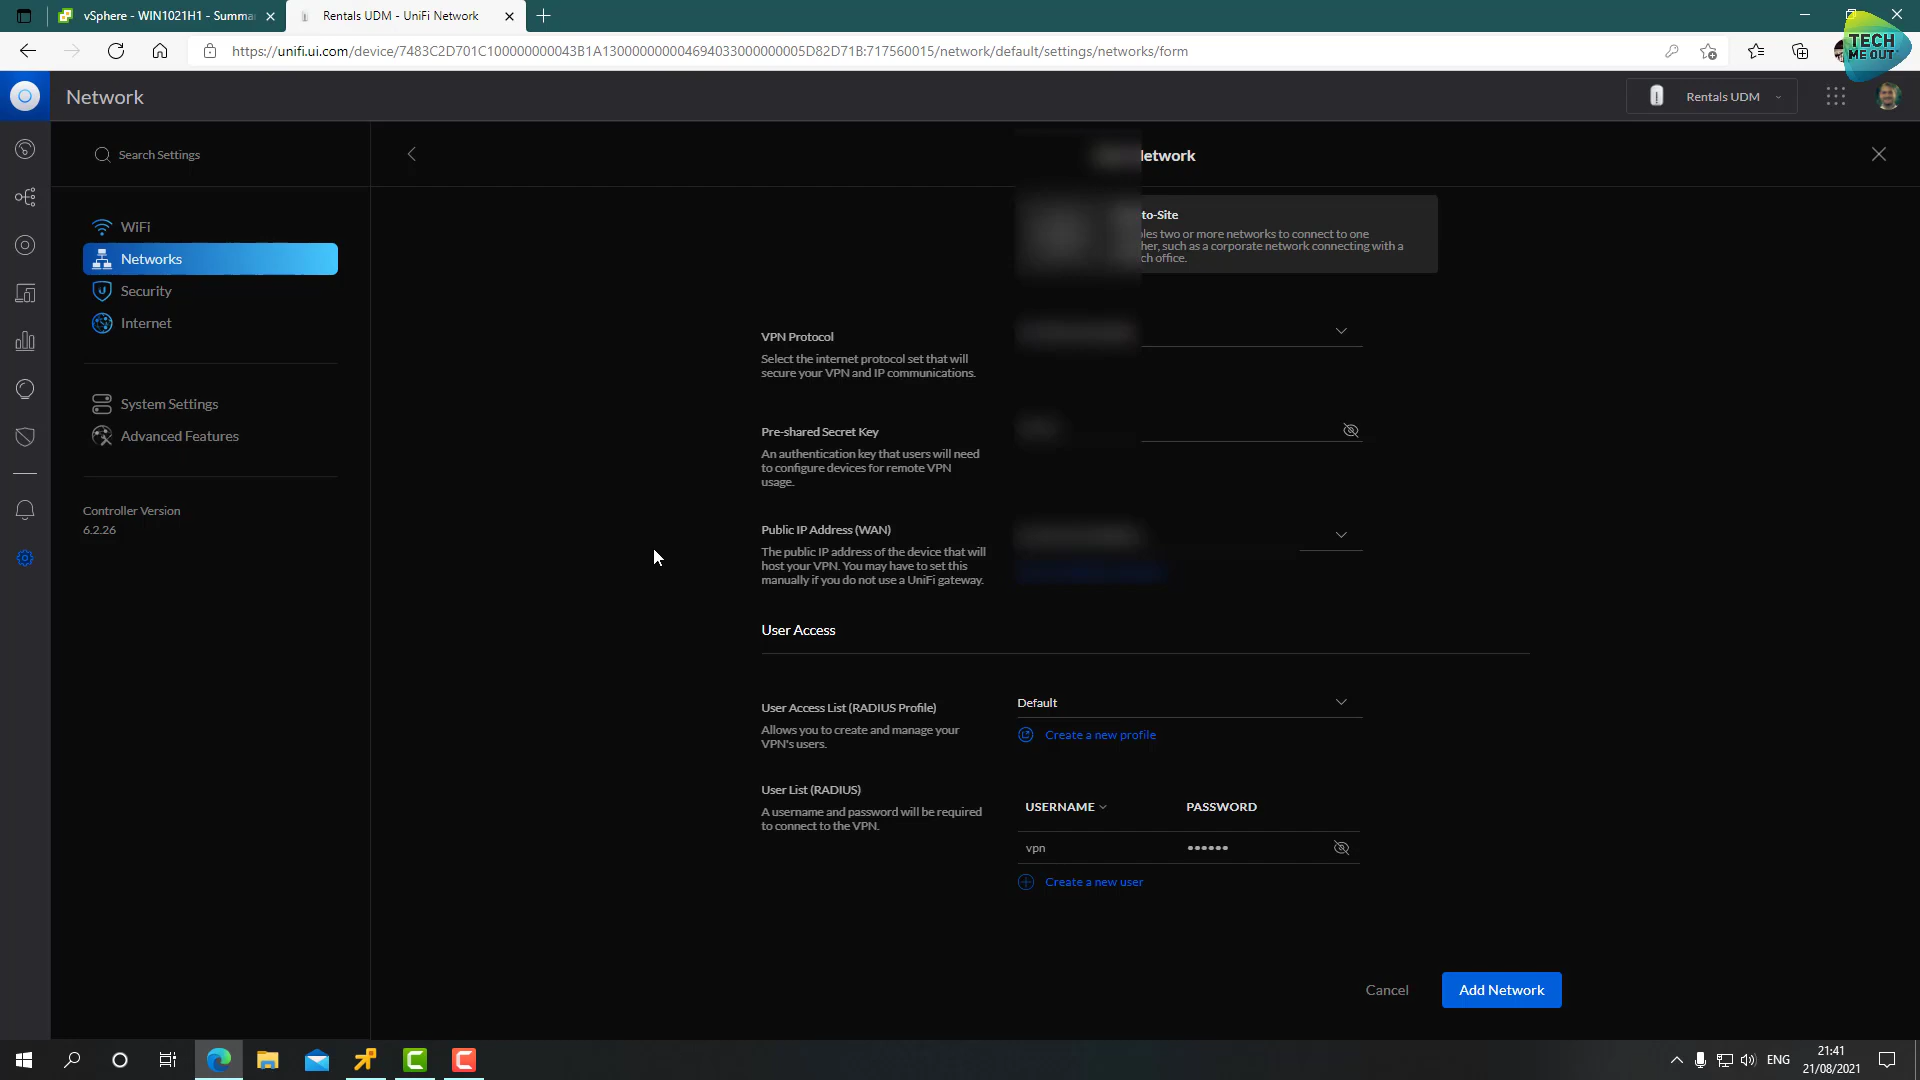 vSphere - WIN1021H1 - Summa
Rentals UDM - UniFi Network
https://unifi.ui.com/device/7483C2D701C100000000043B1A1300000000046940330000000005D82D71B:717560015/network/default/settings/networks/form
TECH
ME OUT
Network
Rentals UDM
Search Settings
WiFi
Networks
Security
Internet
System Settings
Advanced Features
Controller Version
6.2.26
etwork
to-Site
ples two or more networks to connect to one
her, such as a corporate network connecting with a
ch office.
VPN Protocol
Select the internet protocol set that will
secure your VPN and IP communications.
Pre-shared Secret Key
An authentication key that users will need
to configure devices for remote VPN
usage.
Public IP Address (WAN)
The public IP address of the device that will
host your VPN. You may have to set this
manually if you do not use a UniFi gateway.
User Access
User Access List (RADIUS Profile)
Allows you to create and manage your
VPN's users.
Default
Create a new profile
User List (RADIUS)
A username and password will be required
to connect to the VPN.
USERNAME PASSWORD
vpn ••••••
Create a new user
Cancel
Add Network
ENG
21:41
21/08/2021